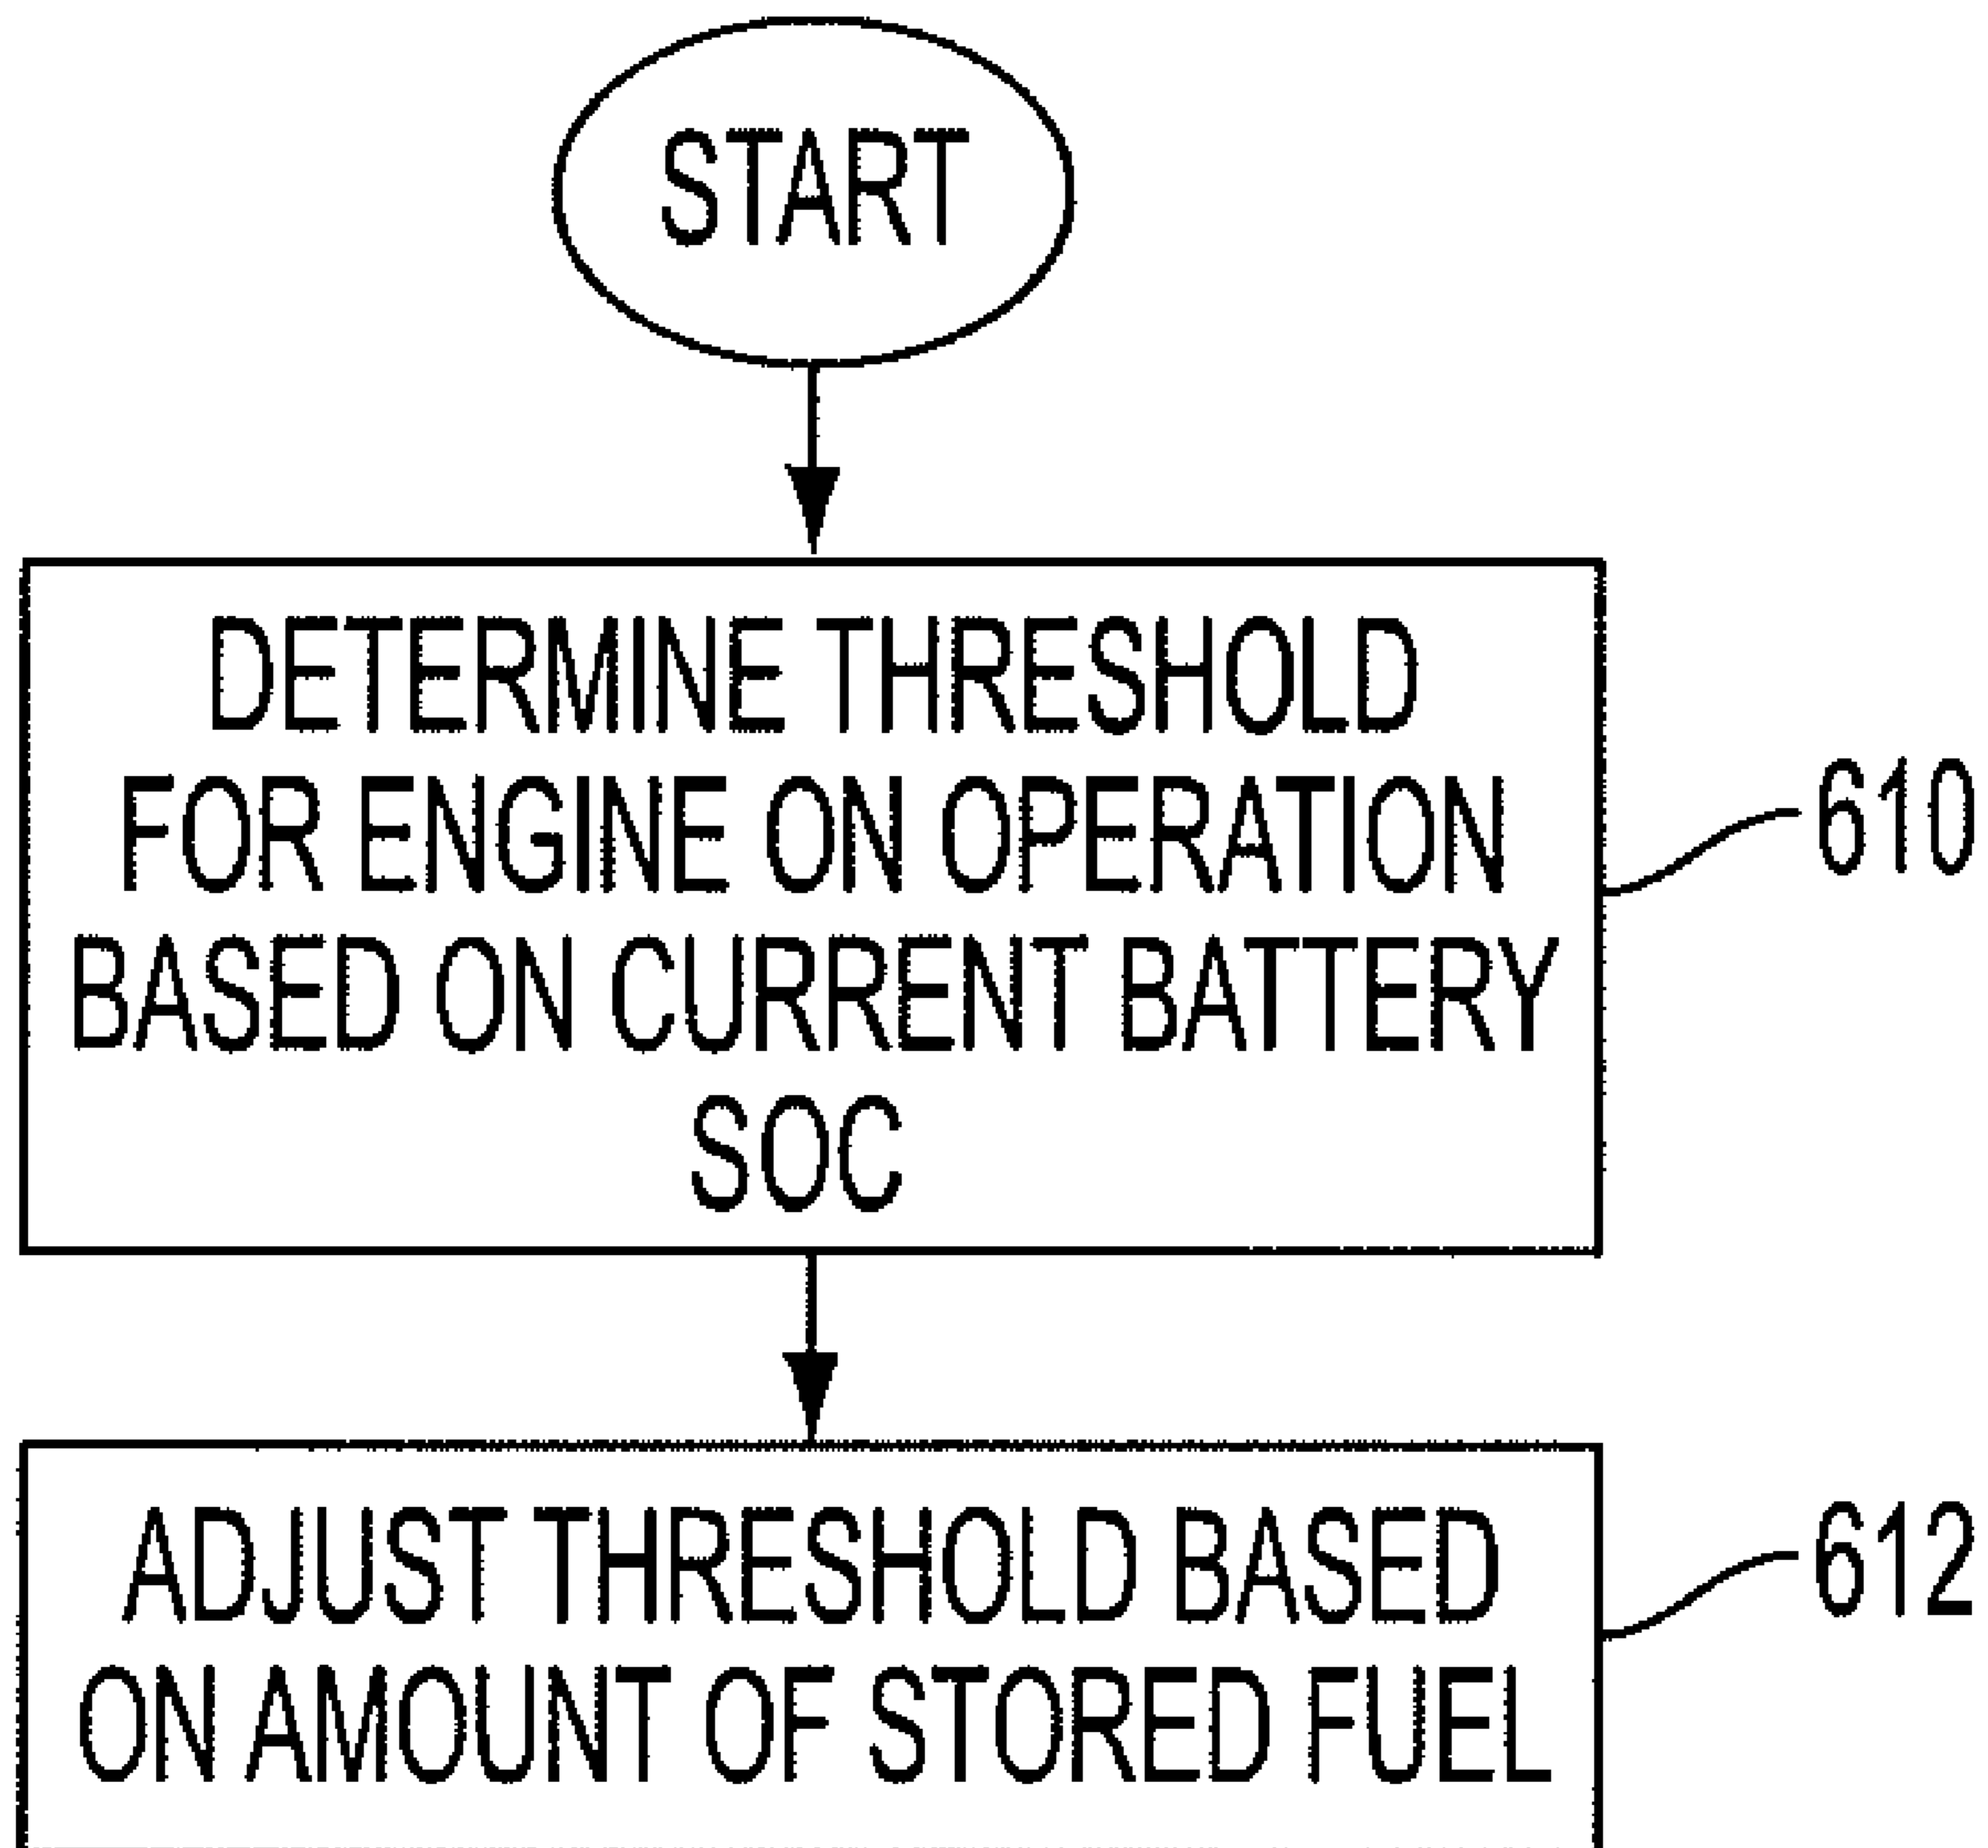 START
DETERMINE THRESHOLD
FOR ENGINE ON OPERATION
BASED ON CURRENT BATTERY
SOC
610
ADJUST THRESHOLD BASED
ON AMOUNT OF STORED FUEL
612